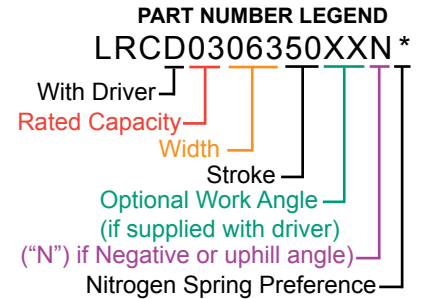 PART NUMBER LEGEND
LRCD0306350XXN*
With Driver
Rated Capacity
Width
Stroke
Optional Work Angle
(if supplied with driver)
("N") if Negative or uphill angle)
Nitrogen Spring Preference